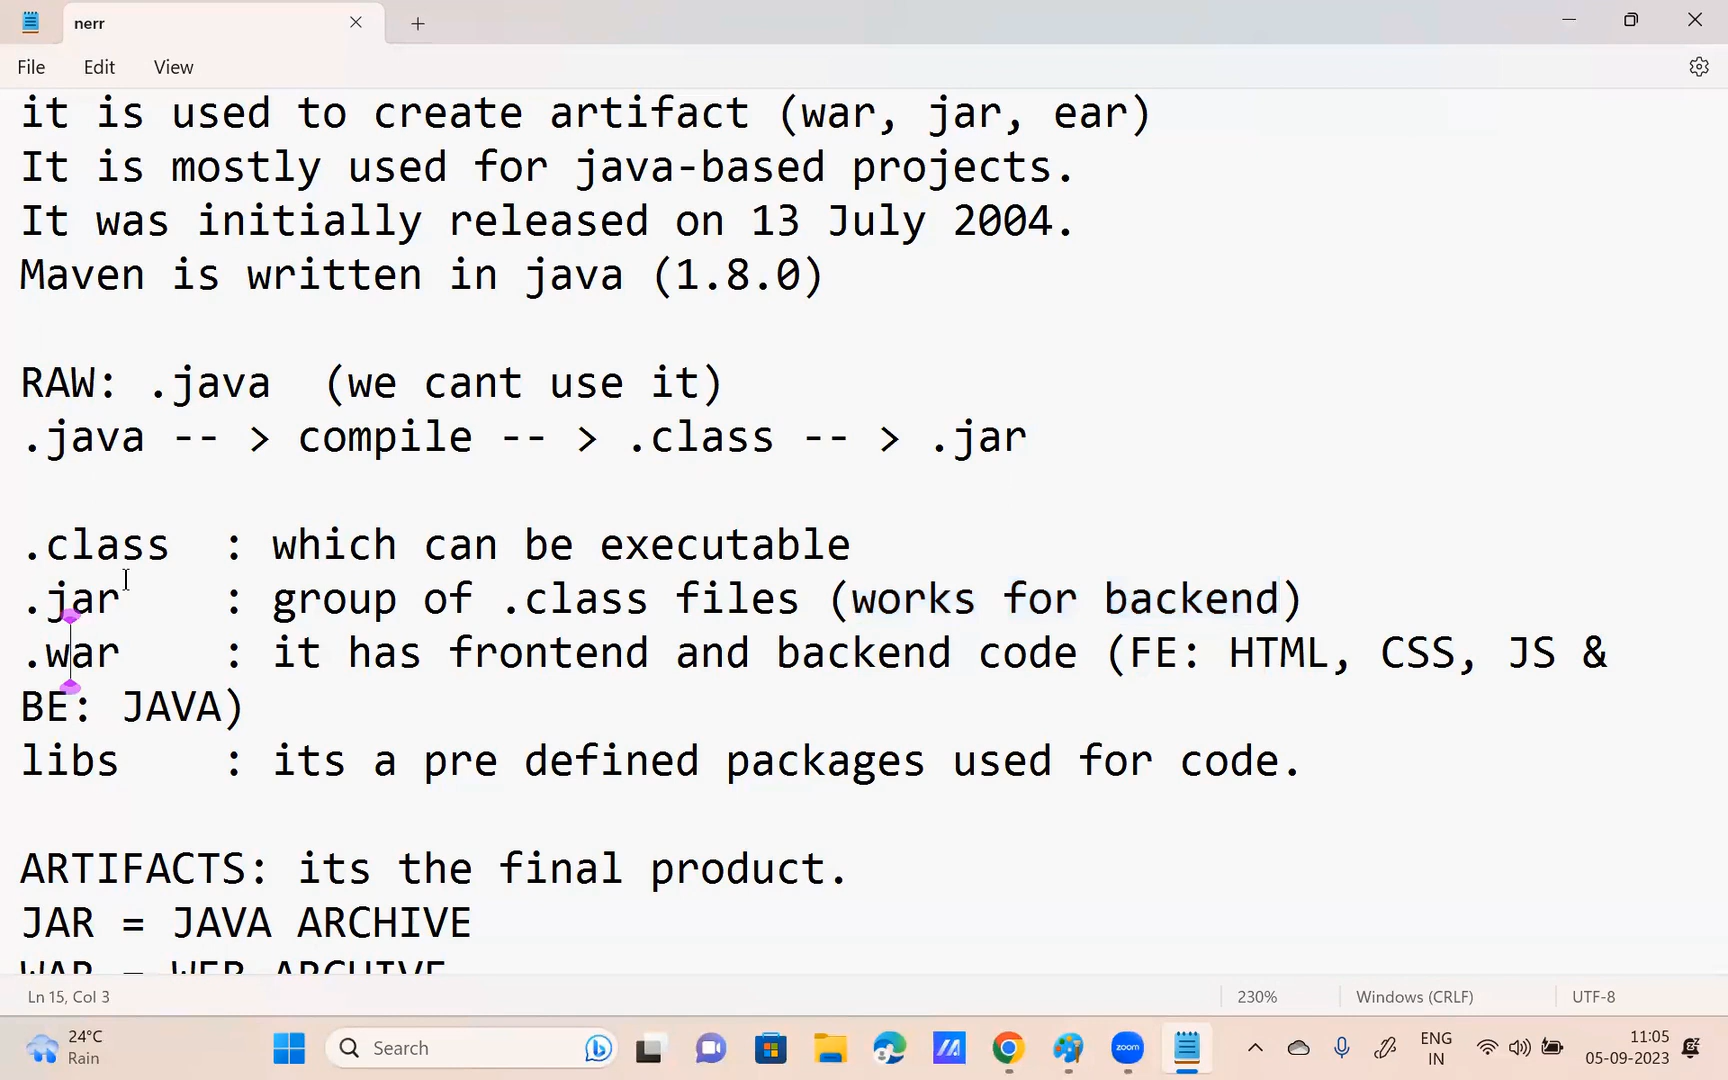 nerr
File Edit View
it is used to create artifact (war, jar, ear)
It is mostly used for java-based projects.
It was initially released on 13 July 2004.
Maven is written in java (1.8.0)
RAW: .java  (we cant use it)
.java -- > compile -- > .class -- > .jar
.class : which can be executable
.jar : group of .class files (works for backend)
.war : it has frontend and backend code (FE: HTML, CSS, JS &
BE: JAVA)
libs : its a pre defined packages used for code.
ARTIFACTS: its the final product.
JAR = JAVA ARCHIVE
WAR = WEB ARCHIVE
Ln 15, Col 3 230% Windows (CRLF) UTF-8
24°C
Rain
Search
zoom
ENG
IN
11:05
05-09-2023